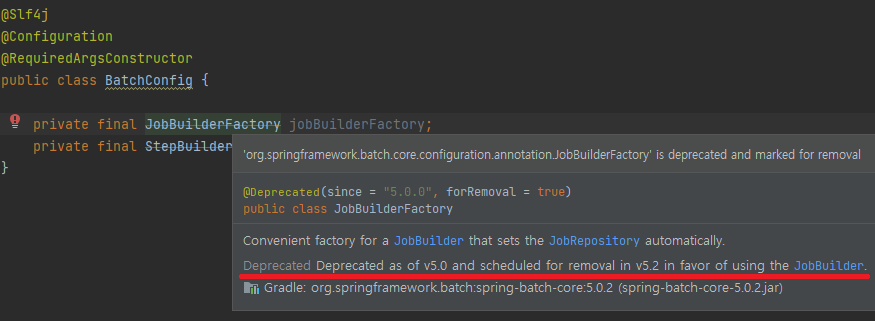 @Slf4j
@Configuration
@RequiredArgsConstructor
public class BatchConfig {
private final JobBuilderFactory jobBuilderFactory;
private final StepBuilder
}
'org.springframework.batch.core.configuration.annotation.JobBuilderFactory' is deprecated and marked for removal
@Deprecated(since = "5.0.0", forRemoval = true)
public class JobBuilderFactory
Convenient factory for a JobBuilder that sets the JobRepository automatically.
Deprecated Deprecated as of v5.0 and scheduled for removal in v5.2 in favor of using the JobBuilder.
Gradle: org.springframework.batch:spring-batch-core:5.0.2 (spring-batch-core-5.0.2.jar)